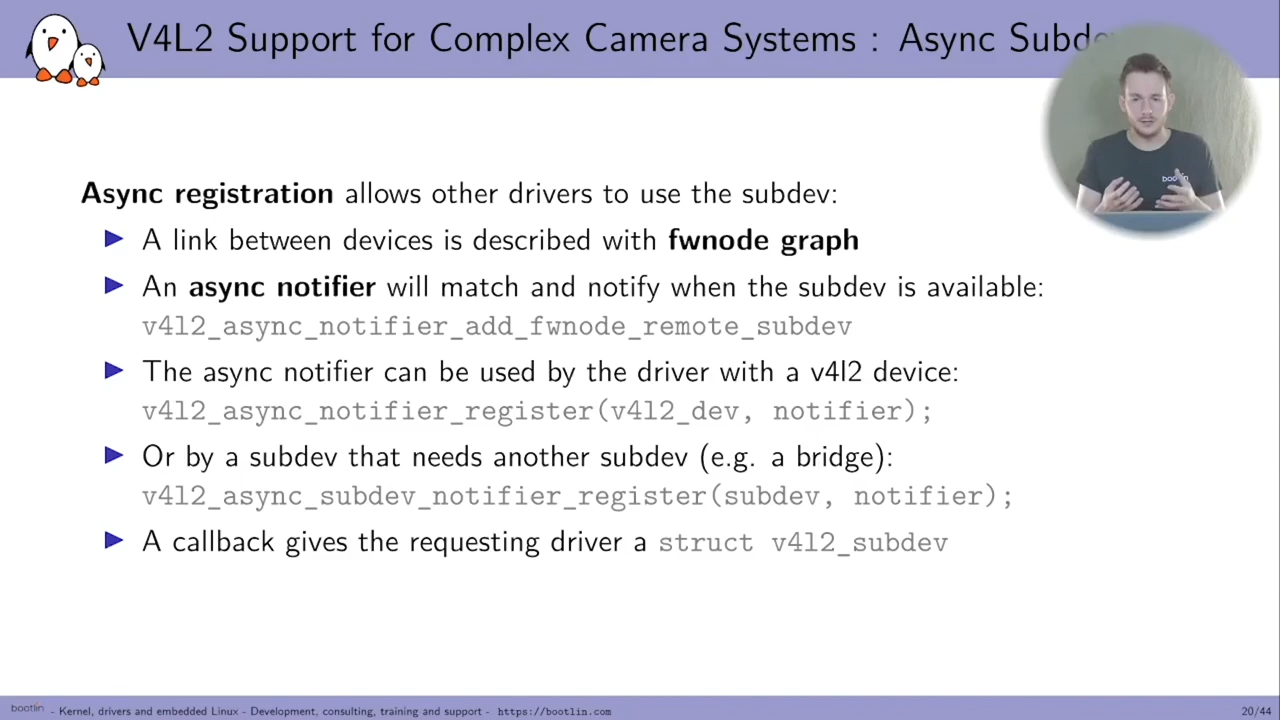 V4L2 Support for Complex Camera Systems : Async
Async registration allows other drivers to use the subdev:
A link between devices is described with fwnode graph
An async notifier will match and notify when the subdev is available:
v4l2_async_notifier_add_fwnode_remote_subdev
The async notifier can be used by the driver with a v4l2 device:
v4l2_async_notifier_register(v4l2_dev, notifier);
Or by a subdev that needs another subdev (e.g. a bridge):
v4l2_async_subdev_notifier_register(subdev, notifier);
A callback gives the requesting driver a struct v4l2_subdev
bootlin - Kernel, drivers and embedded Linux - Development, consulting, training and support - https://bootlin.com
20/44